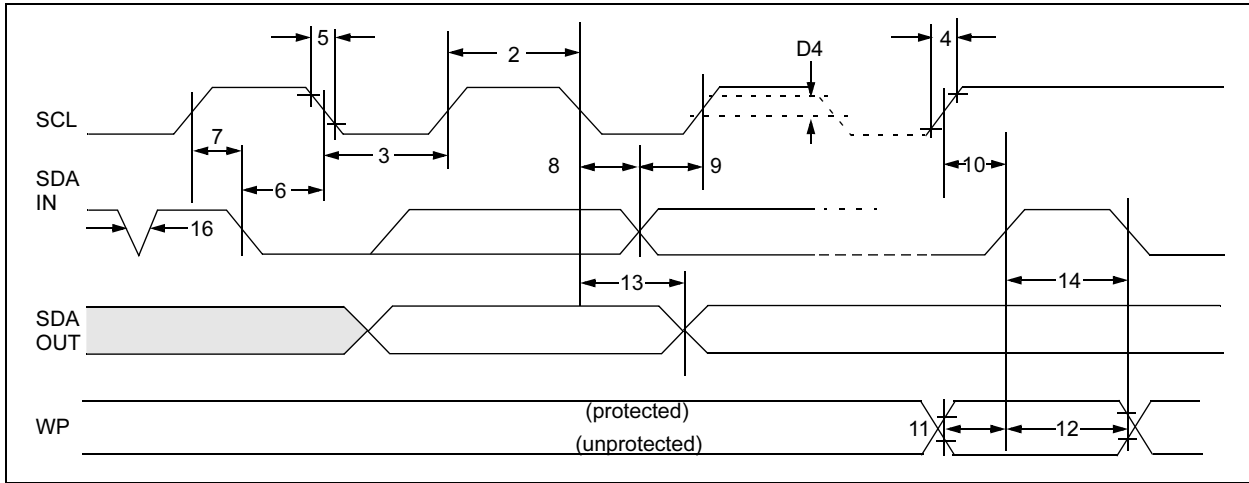 5
2
D4
4
SCL
7
3
8
9
10
6
SDA
IN
16
13
14
SDA
OUT
(protected)
WP
11
12
(unprotected)